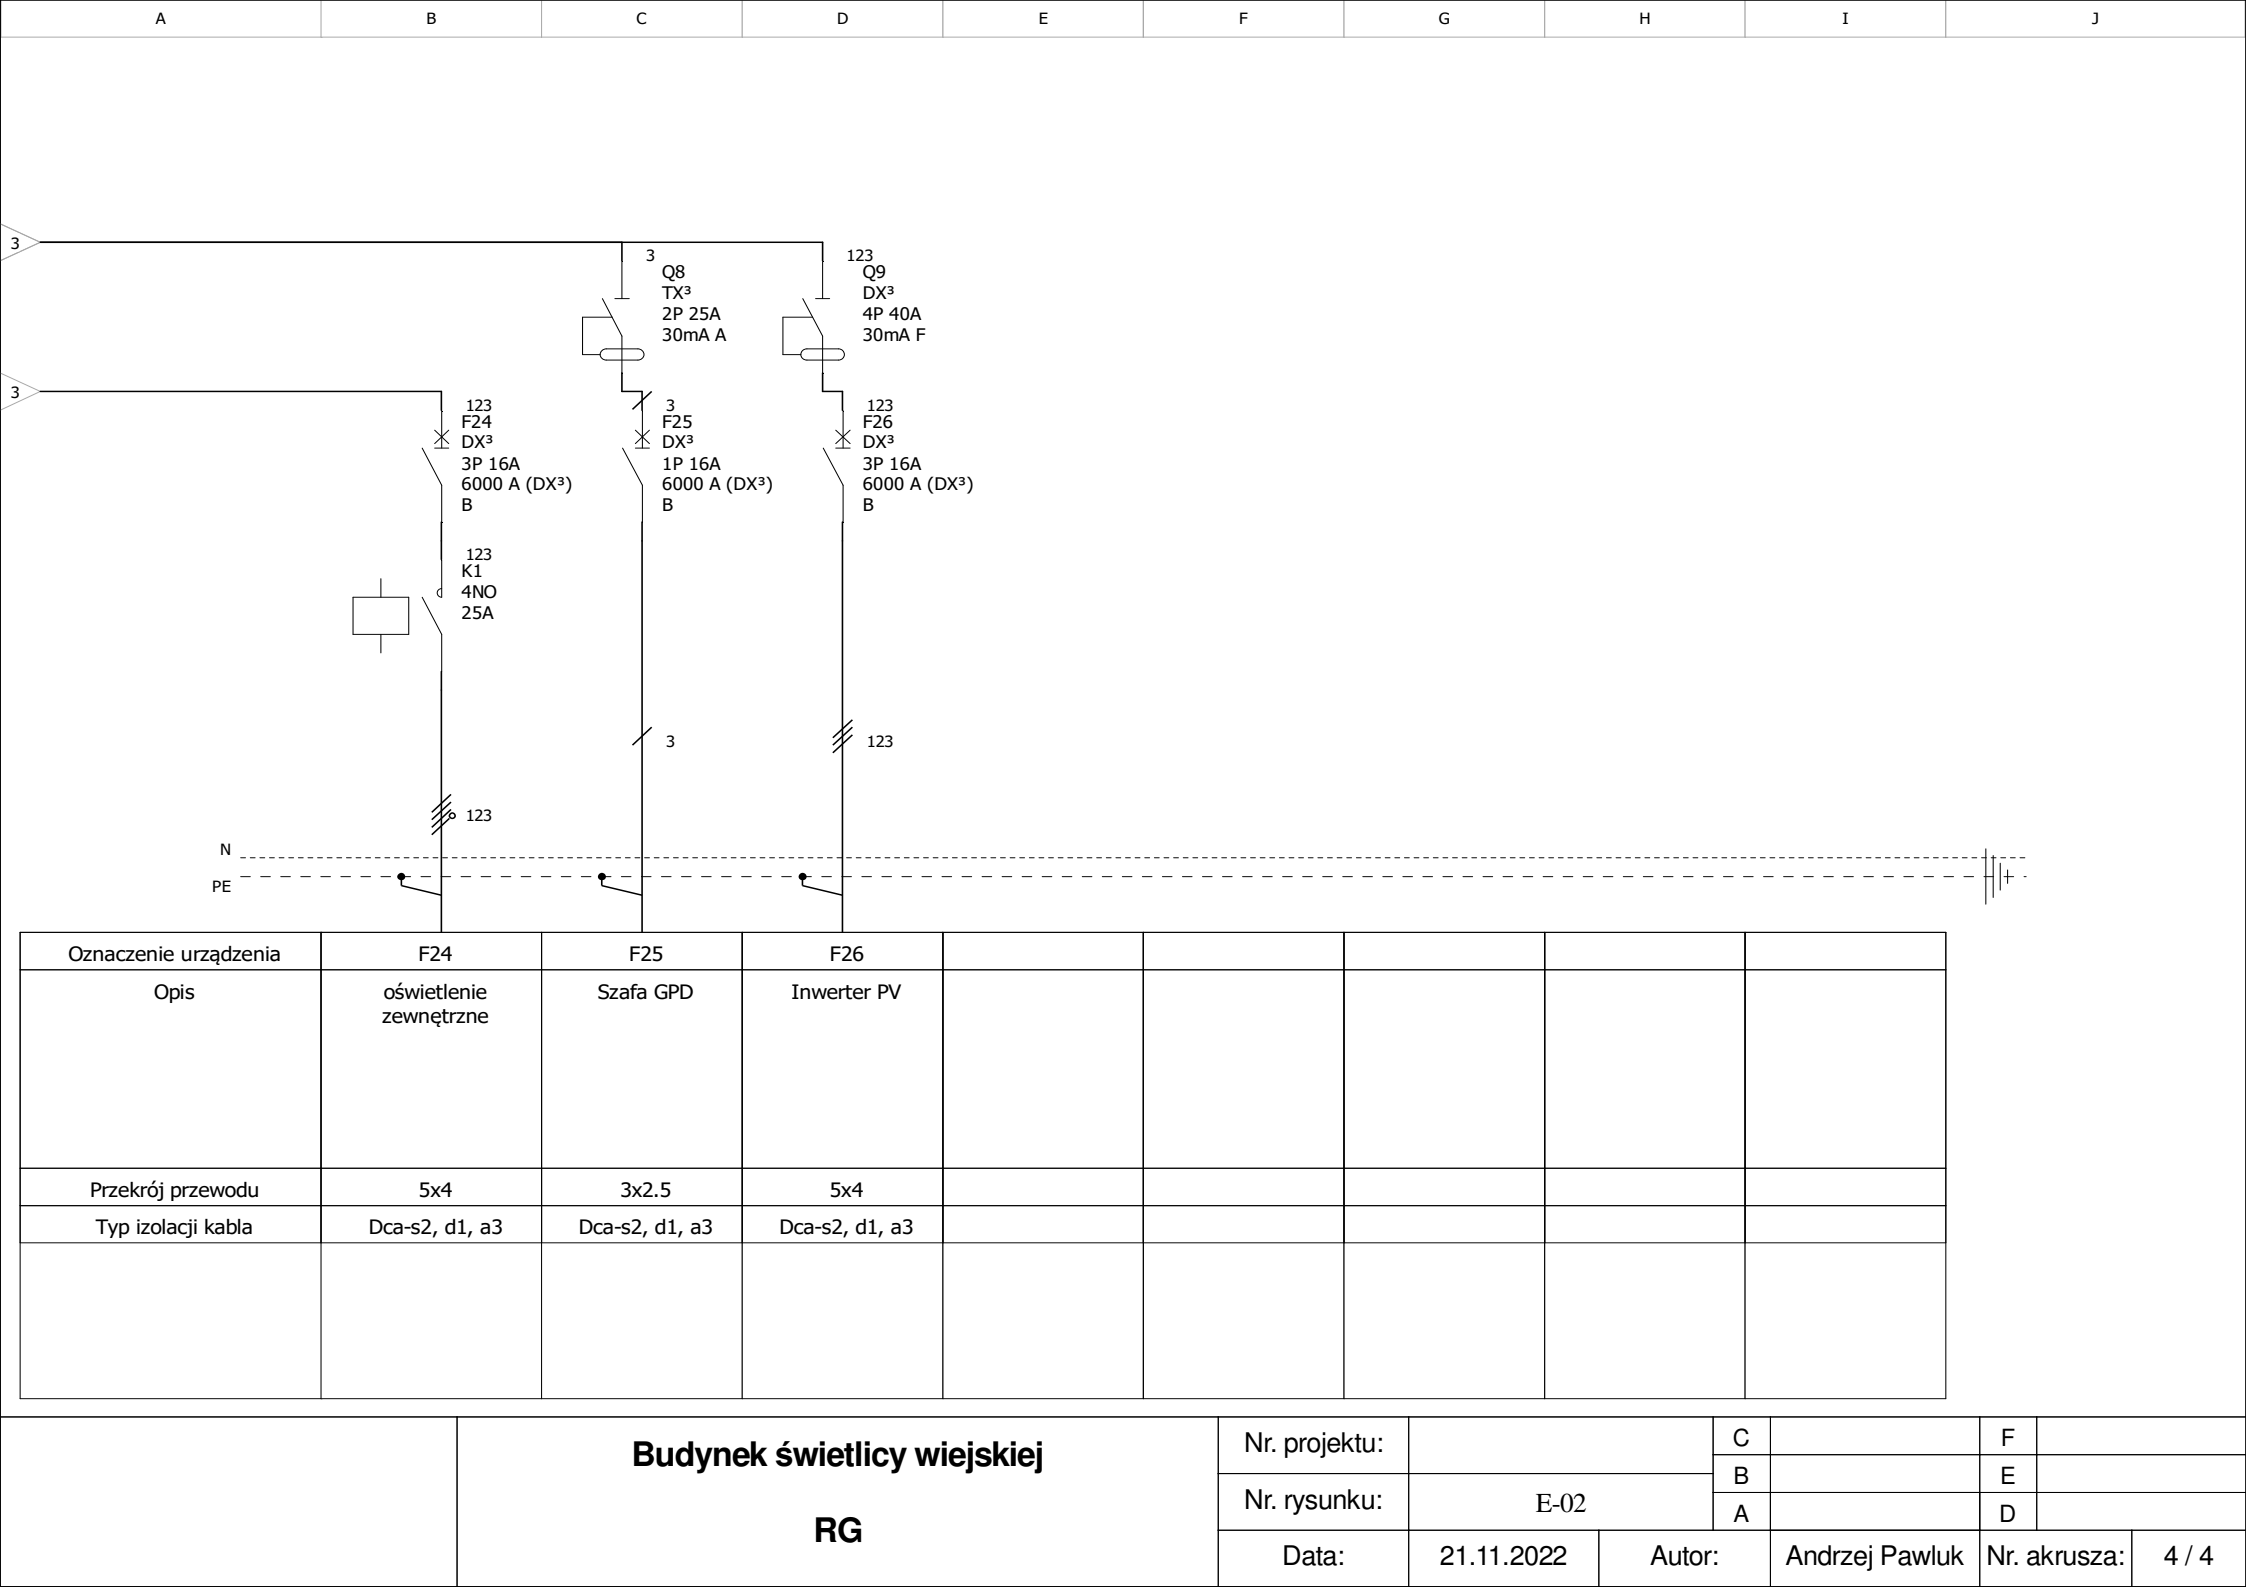 A B C D E F G H I J
3
3
Q8
TX³
2P 25A
30mA A
123
Q9
DX³
4P 40A
30mA F
3
123
F24
DX³
3P 16A
6000 A (DX³)
B
3
F25
DX³
1P 16A
6000 A (DX³)
B
123
F26
DX³
3P 16A
6000 A (DX³)
B
123
K1
4NO
25A
3
123
123
N
PE
Oznaczenie urządzenia F24 F25 F26
Opis oświetlenie zewnętrzne Szafa GPD Inwerter PV
Przekrój przewodu 5x4 3x2.5 5x4
Typ izolacji kabla Dca-s2, d1, a3 Dca-s2, d1, a3 Dca-s2, d1, a3
Budynek świetlicy wiejskiej
RG
Nr. projektu: C F
B E
Nr. rysunku: E-02
A D
Data: 21.11.2022 Autor: Andrzej Pawluk Nr. akrusza: 4 / 4